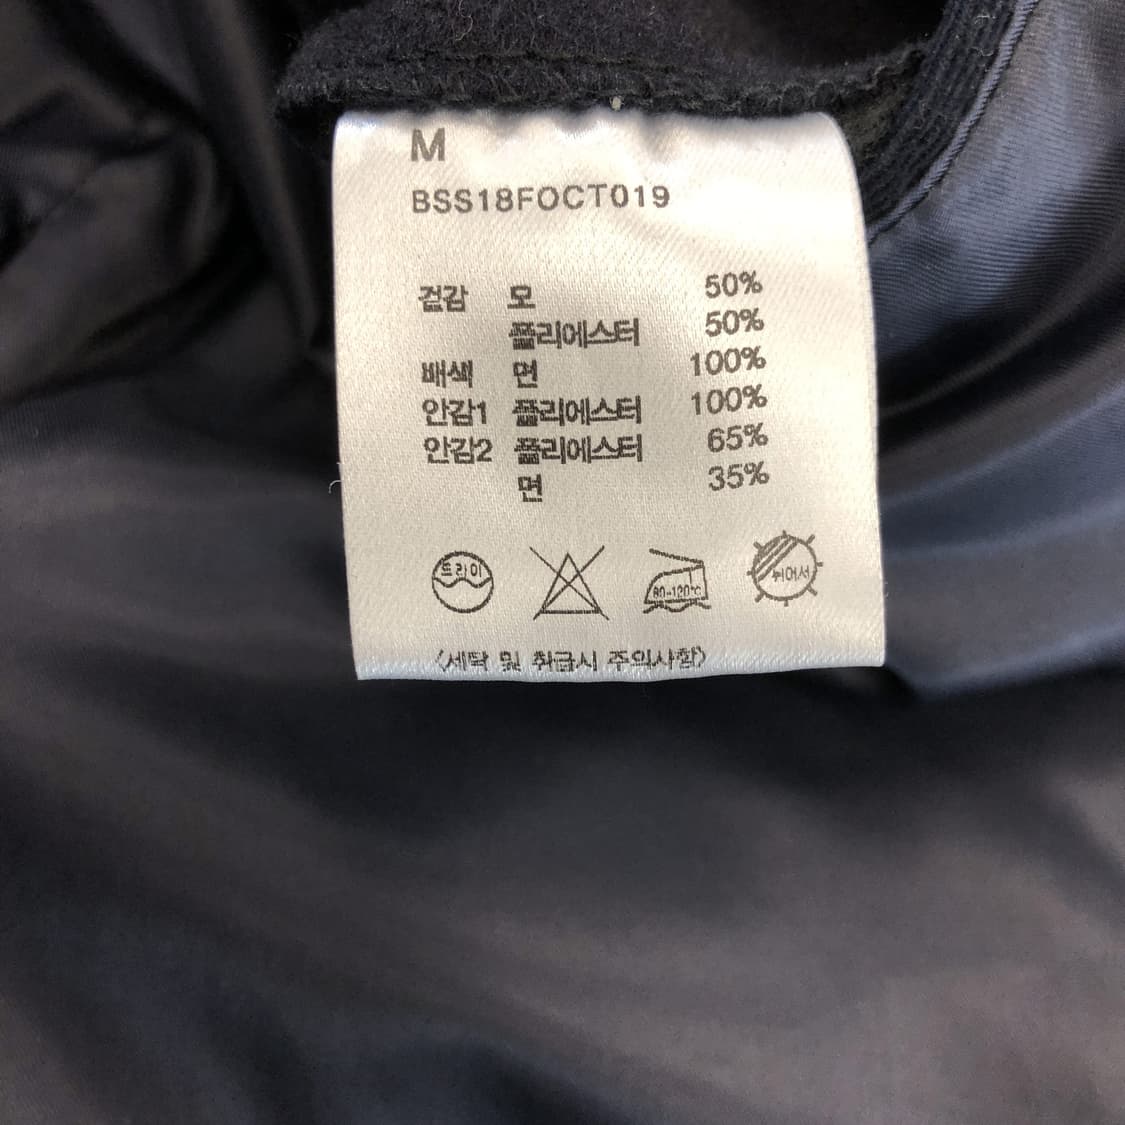 M
BSS18FOCT019
겉감 모 50%
폴리에스터 50%
배색 면 100%
안감1 폴리에스터 100%
안감2 폴리에스터 65%
면 35%
드라이
80-120℃
뉘어서
〈세탁 및 취급시 주의사항〉